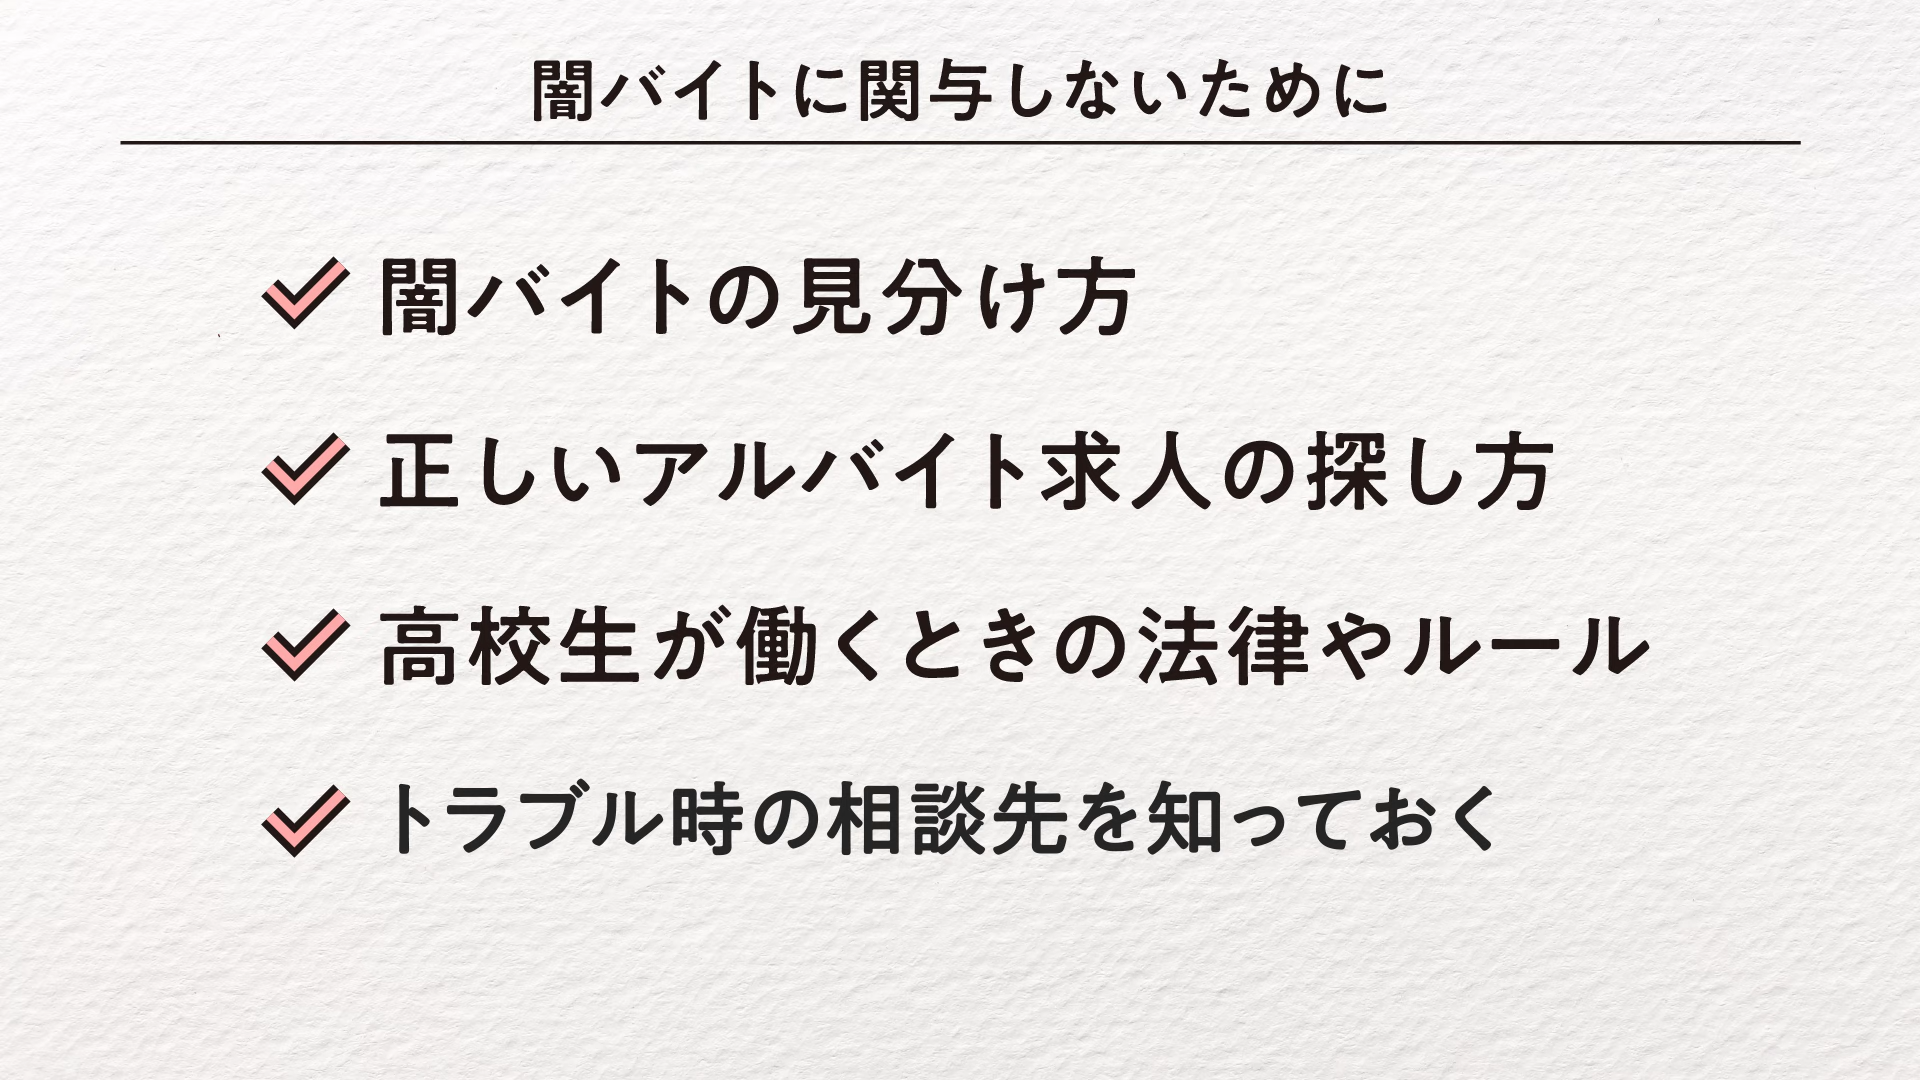 闇バイトに関与しないために
闇バイトの見分け方
正しいアルバイト求人の探し方
高校生が働くときの法律やルール
トラブル時の相談先を知っておく